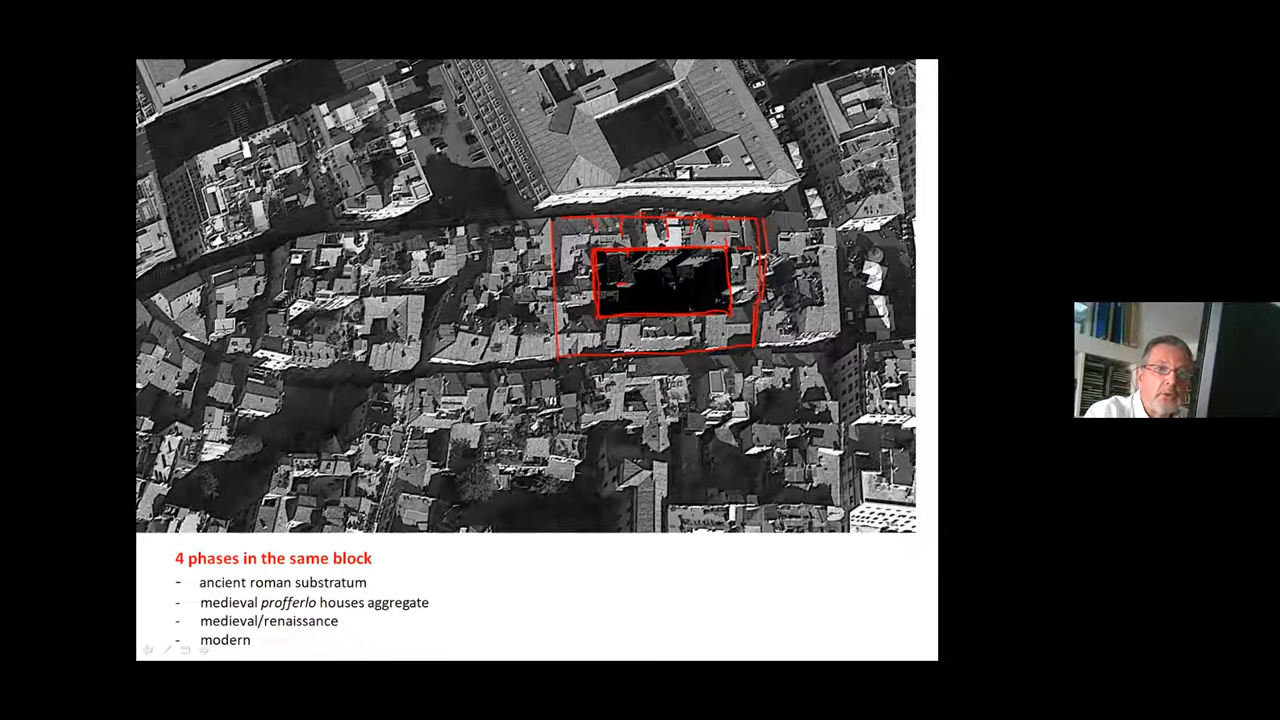 4 phases in the same block
- ancient roman substratum
- medieval profferlo houses aggregate
- medieval/renaissance
- modern